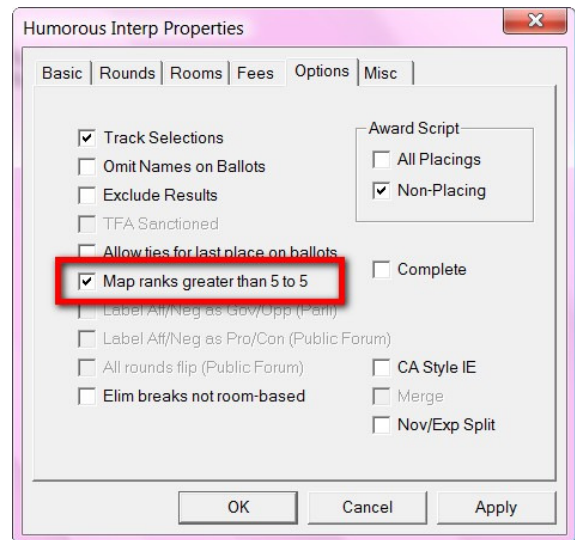 Humorous Interp Properties
Basic Rounds Rooms Fees Options Misc
Track Selections
Omit Names on Ballots
Exclude Results
TFA Sanctioned
Allow ties for last place on ballots
Map ranks greater than 5 to 5
Label Aff/Neg as Gov/Opp (Parli)
Label Aff/Neg as Pro/Con (Public Forum)
All rounds flip (Public Forum)
Elim breaks not room-based
Award Script
All Placings
Non-Placing
Complete
CA Style IE
Merge
Nov/Exp Split
OK Cancel Apply